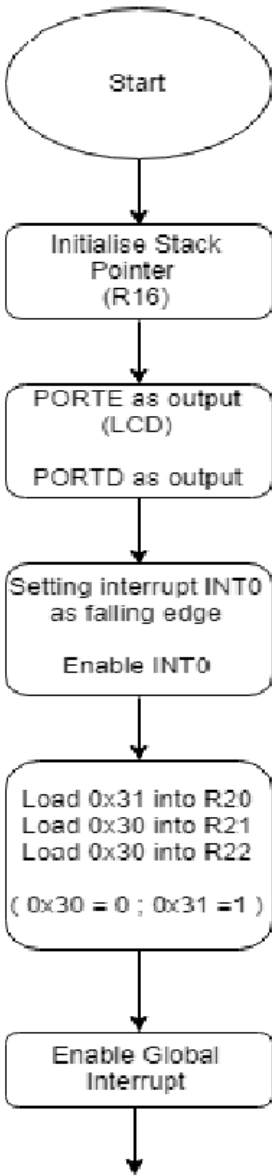 Start
Initialise Stack
Pointer
(R16)
PORTE as output
(LCD)
PORTD as output
Setting interrupt INT0
as falling edge
Enable INT0
Load 0x31 into R20
Load 0x30 into R21
Load 0x30 into R22
( 0x30 = 0 ; 0x31 =1 )
Enable Global
Interrupt